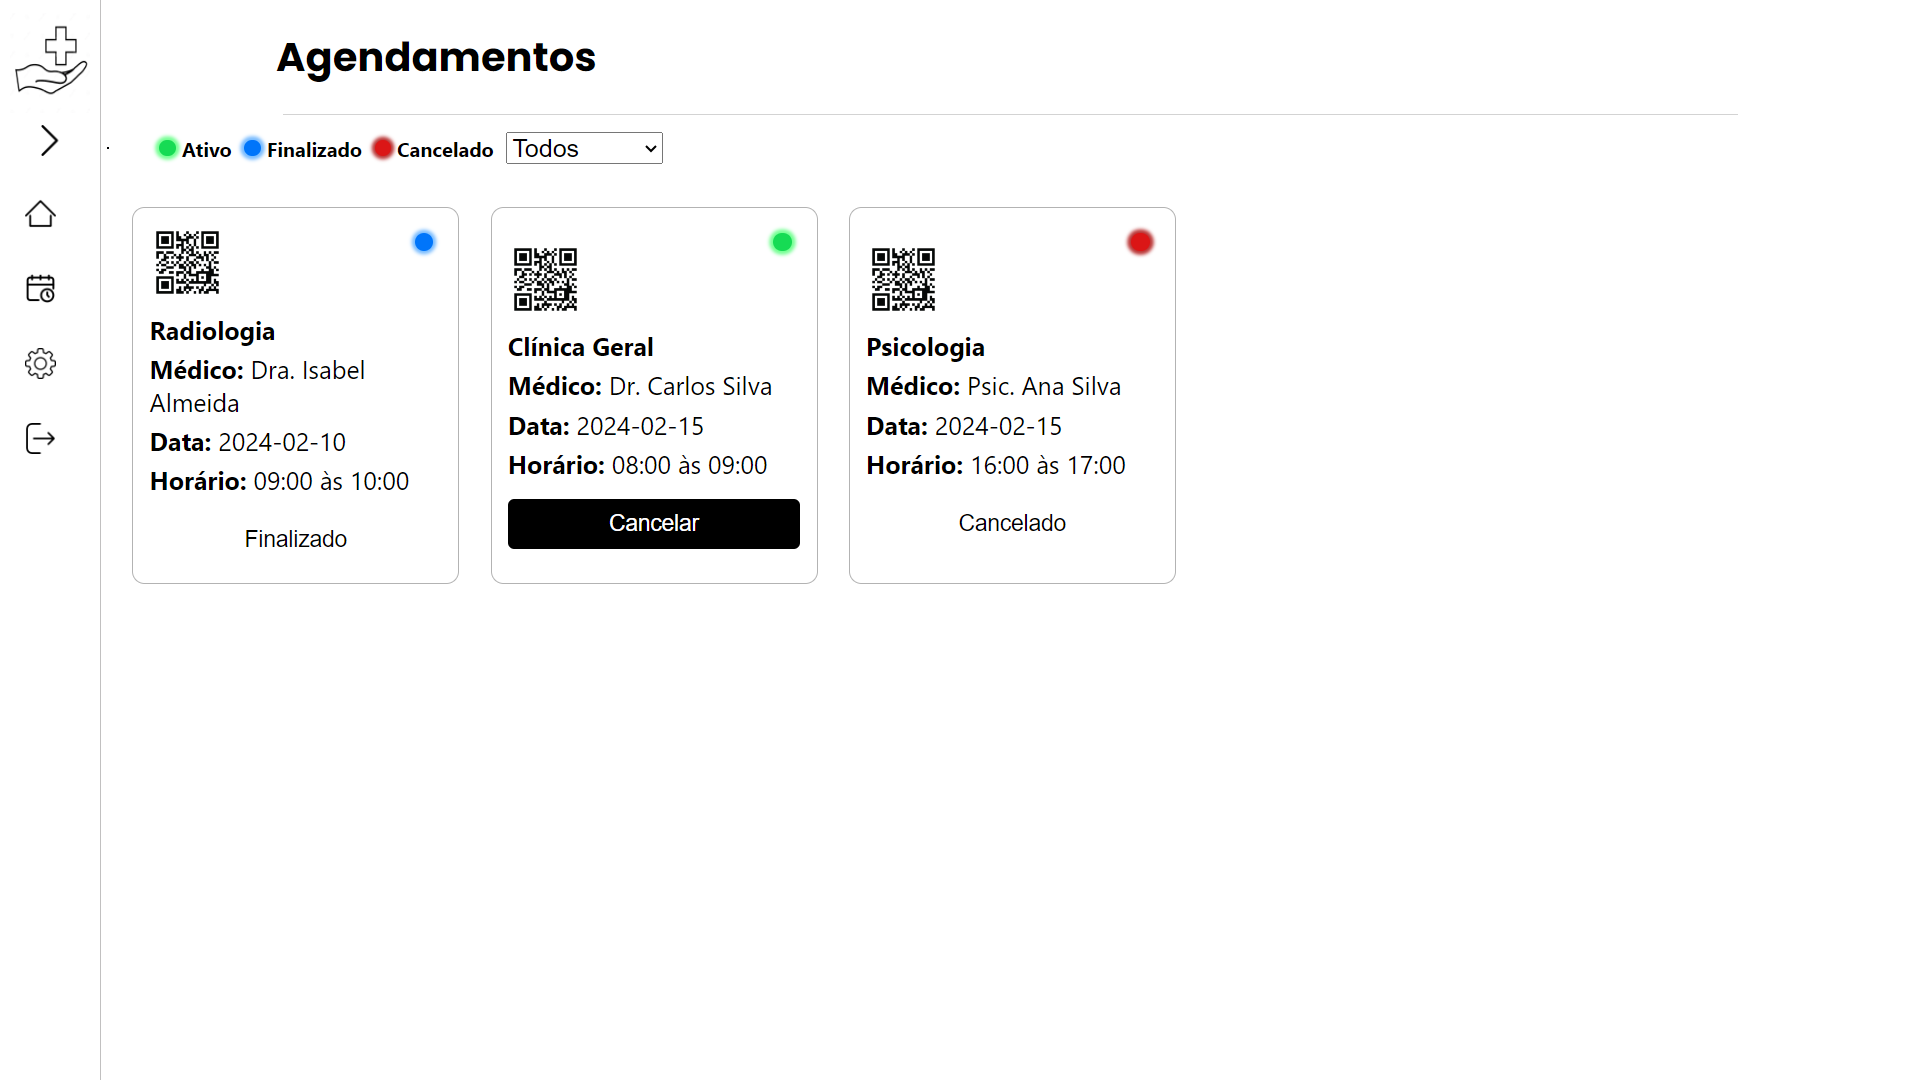 Agendamentos
Ativo Finalizado Cancelado Todos
Radiologia
Médico: Dra. Isabel
Almeida
Data: 2024-02-10
Horário: 09:00 às 10:00
Finalizado
Clínica Geral
Médico: Dr. Carlos Silva
Data: 2024-02-15
Horário: 08:00 às 09:00
Cancelar
Psicologia
Médico: Psic. Ana Silva
Data: 2024-02-15
Horário: 16:00 às 17:00
Cancelado